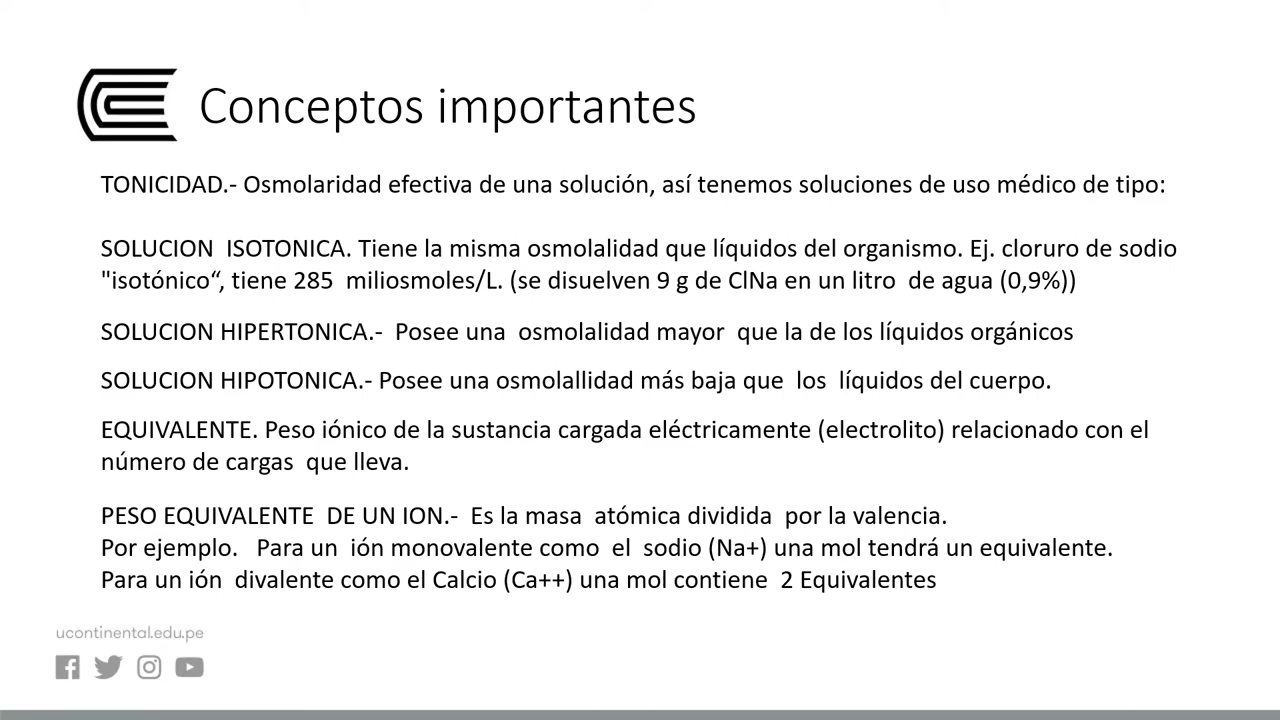 Conceptos importantes
TONICIDAD.- Osmolaridad efectiva de una solución, así tenemos soluciones de uso médico de tipo:
SOLUCION  ISOTONICA. Tiene la misma osmolalidad que líquidos del organismo. Ej. cloruro de sodio
"isotónico“, tiene 285  miliosmoles/L. (se disuelven 9 g de ClNa en un litro  de agua (0,9%))
SOLUCION HIPERTONICA.-  Posee una  osmolalidad mayor  que la de los líquidos orgánicos
SOLUCION HIPOTONICA.- Posee una osmolallidad más baja que  los  líquidos del cuerpo.
EQUIVALENTE. Peso iónico de la sustancia cargada eléctricamente (electrolito) relacionado con el
número de cargas  que lleva.
PESO EQUIVALENTE  DE UN ION.-  Es la masa  atómica dividida  por la valencia.
Por ejemplo.   Para un  ión monovalente como  el  sodio (Na+) una mol tendrá un equivalente.
Para un ión  divalente como el Calcio (Ca++) una mol contiene  2 Equivalentes
ucontinental.edu.pe